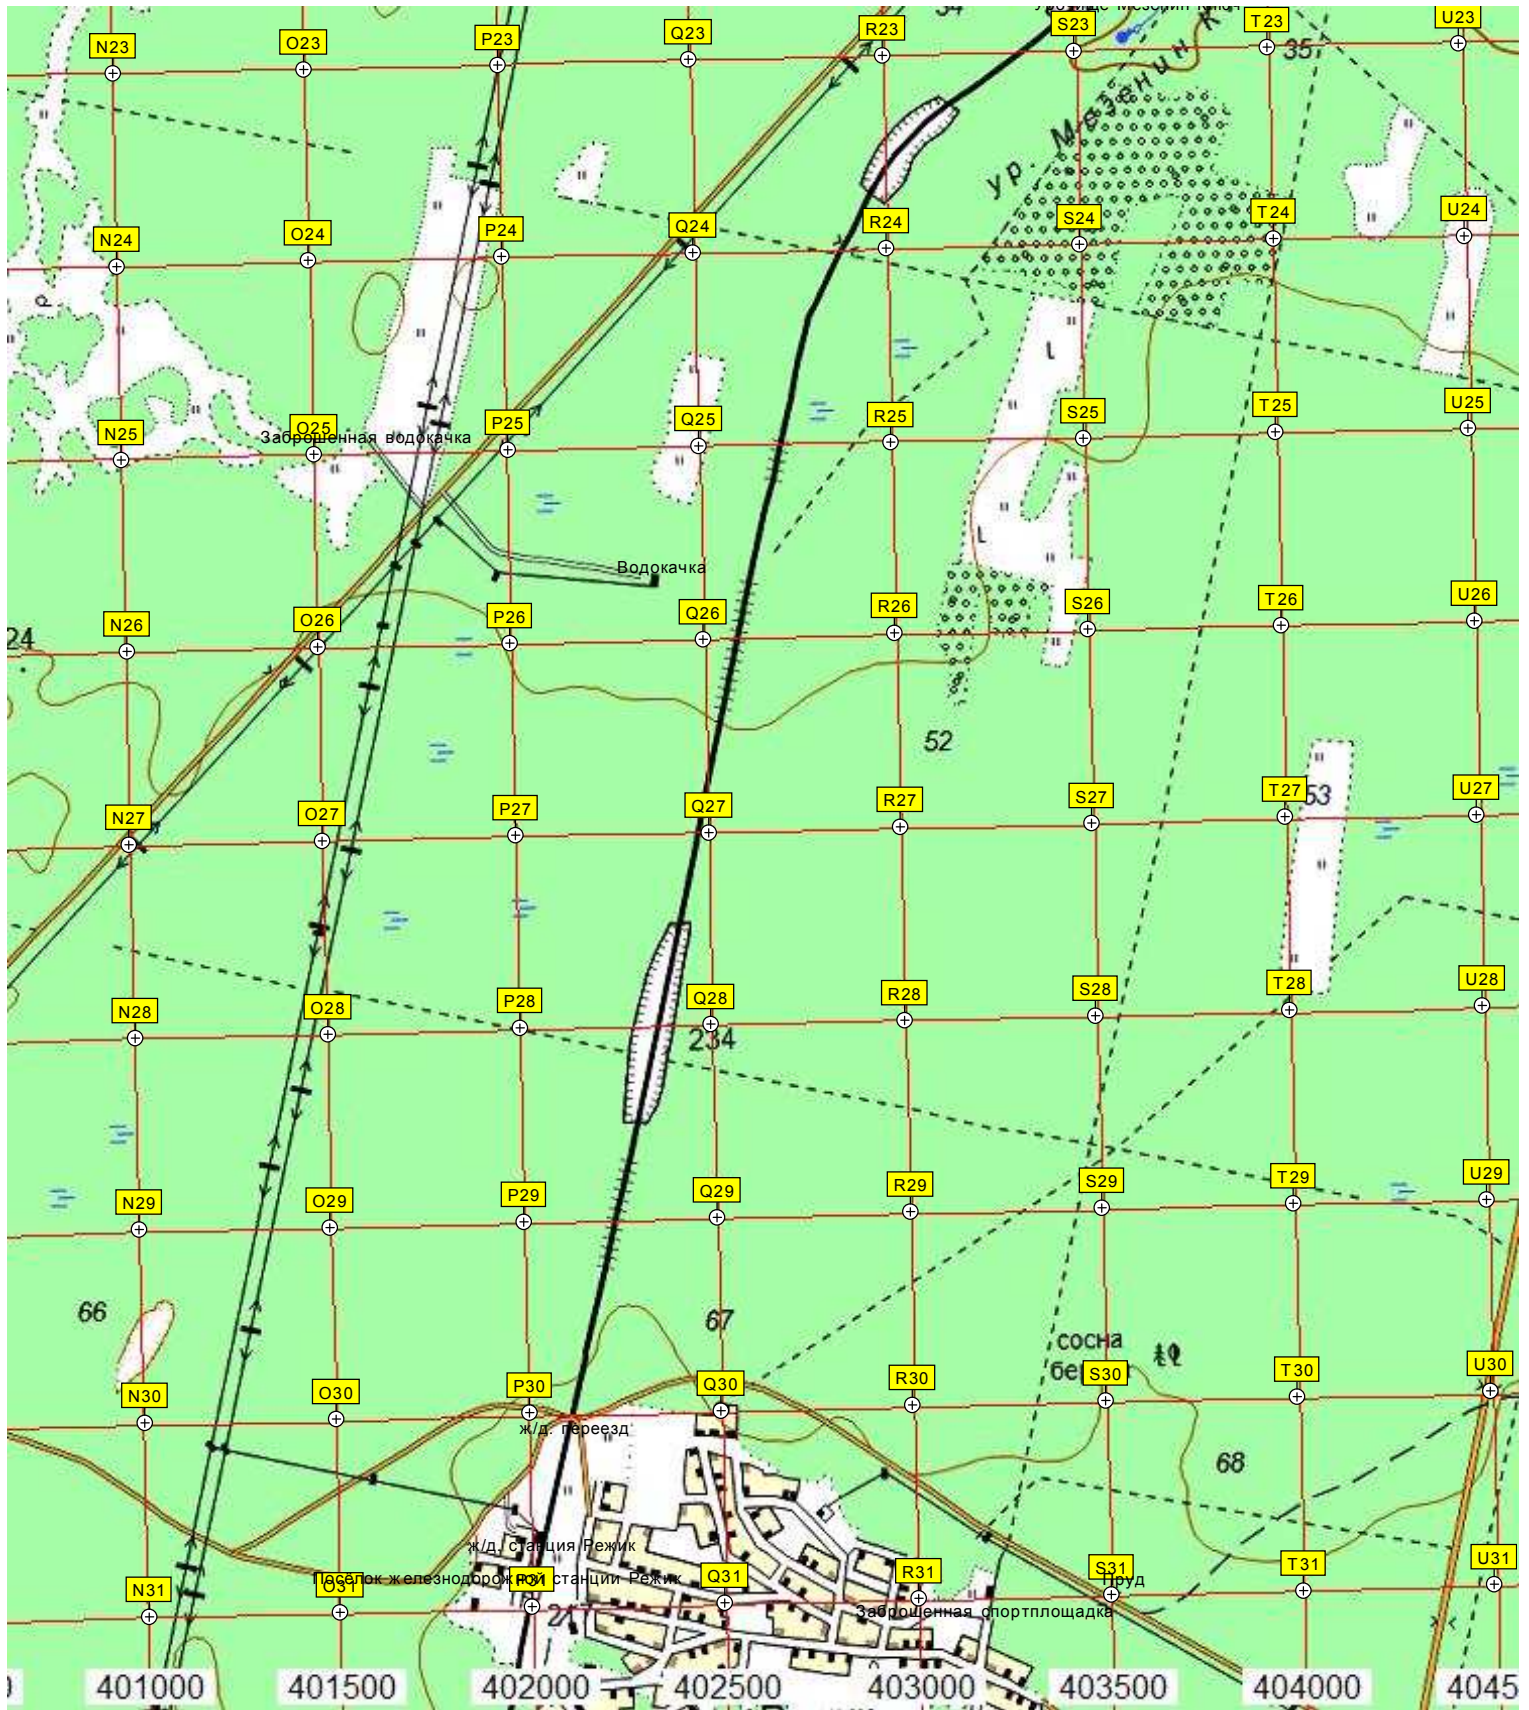 N23 O23 P23 Q23 R23 S23 T23 U23
35
ур. Мезенин К
N24 O24 P24 Q24 R24 S24 T24 U24
N25 O25 P25 Q25 R25 S25 T25 U25
Заброшенная водокачка
Водокачка
N26 O26 P26 Q26 R26 S26 T26 U26
24
52
53
N27 O27 P27 Q27 R27 S27 T27 U27
N28 O28 P28 Q28 R28 S28 T28 U28
234
N29 O29 P29 Q29 R29 S29 T29 U29
66
67
сосна
N30 O30 P30 Q30 R30 S30 T30 U30
ж/д. переезд
68
ж/д. станция Режик
Посёлок железнодорожной станции Режик
Пруд
N31 O31 P31 Q31 R31 S31 T31 U31
Заброшенная спортплощадка
401000 401500 402000 402500 403000 403500 404000 4045